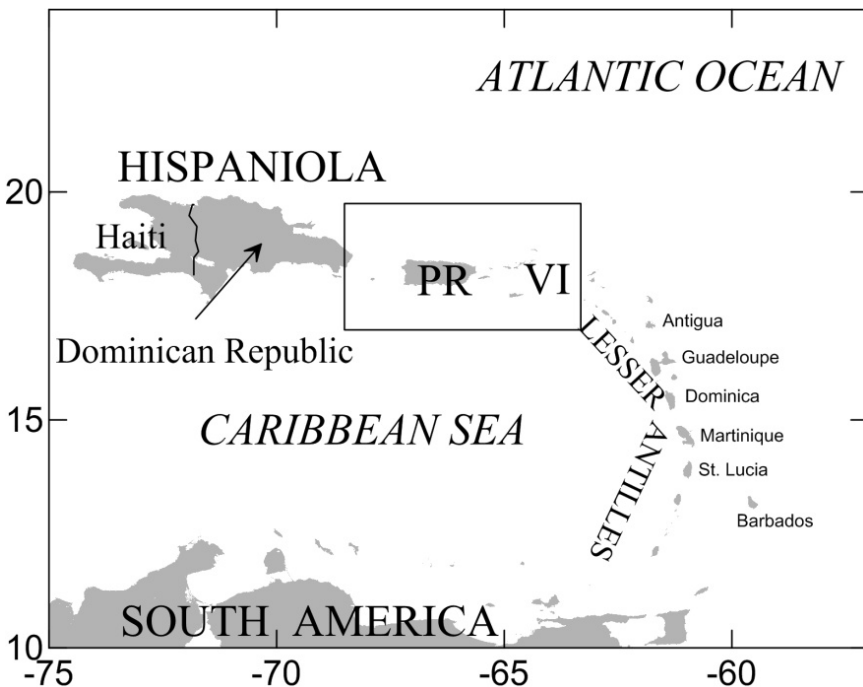 ATLANTIC OCEAN
HISPANIOLA
20
Haiti
PR
VI
Antigua
Dominican Republic
LESSER
Guadeloupe
Dominica
15
CARIBBEAN SEA
ANTILLES
Martinique
St. Lucia
Barbados
SOUTH AMERICA
10
-75
-70
-65
-60